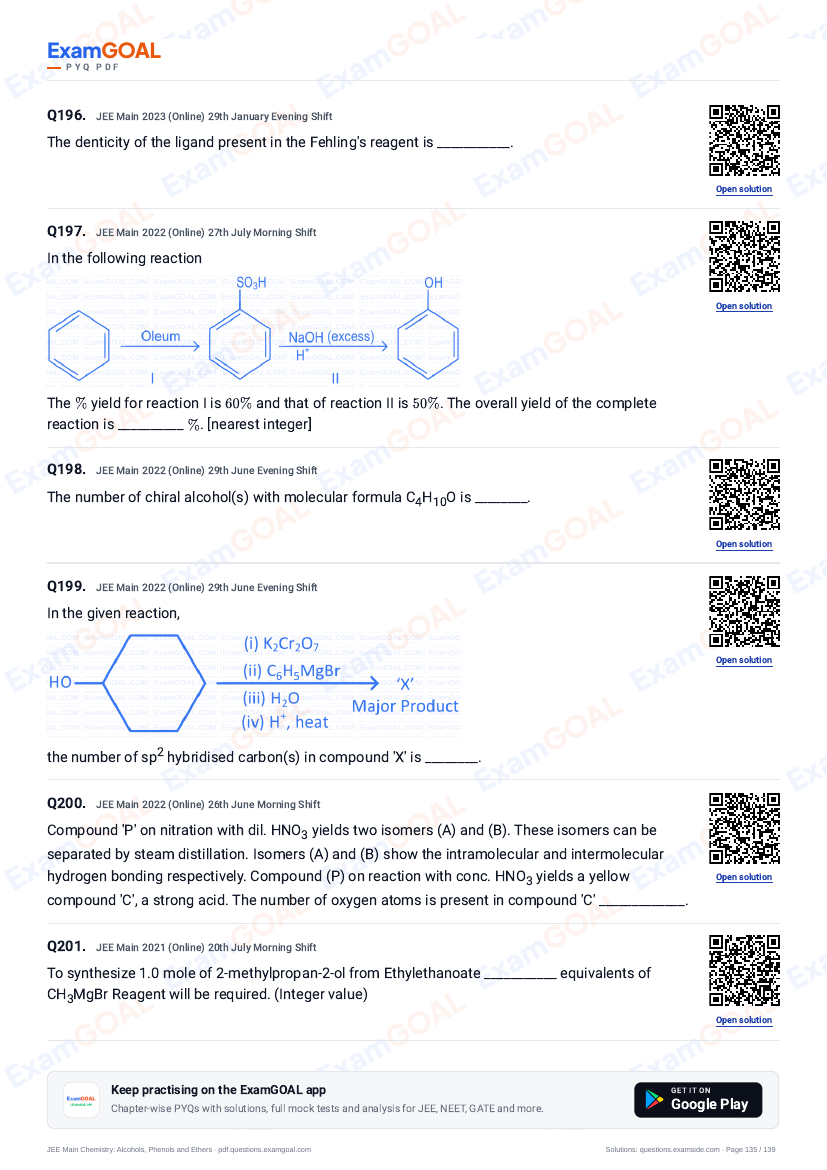 ExamGOAL
PYQ PDF
Q196. JEE Main 2023 (Online) 29th January Evening Shift
The denticity of the ligand present in the Fehling's reagent is ___________.
Open solution
Q197. JEE Main 2022 (Online) 27th July Morning Shift
In the following reaction
Open solution
SO₃H
OH
Oleum
NaOH (excess)
H⁺
I
II
The % yield for reaction I is 60% and that of reaction II is 50%. The overall yield of the complete
reaction is __________ %. [nearest integer]
Q198. JEE Main 2022 (Online) 29th June Evening Shift
The number of chiral alcohol(s) with molecular formula C₄H₁₀O is ________.
Open solution
Q199. JEE Main 2022 (Online) 29th June Evening Shift
In the given reaction,
Open solution
(i) K₂Cr₂O₇
(ii) C₆H₅MgBr
HO
'X'
(iii) H₂O
Major Product
(iv) H⁺, heat
the number of sp² hybridised carbon(s) in compound 'X' is ________.
Q200. JEE Main 2022 (Online) 26th June Morning Shift
Compound 'P' on nitration with dil. HNO₃ yields two isomers (A) and (B). These isomers can be
separated by steam distillation. Isomers (A) and (B) show the intramolecular and intermolecular
hydrogen bonding respectively. Compound (P) on reaction with conc. HNO₃ yields a yellow
compound 'C', a strong acid. The number of oxygen atoms is present in compound 'C' _____________.
Open solution
Q201. JEE Main 2021 (Online) 20th July Morning Shift
To synthesize 1.0 mole of 2-methylpropan-2-ol from Ethylethanoate ___________ equivalents of
CH₃MgBr Reagent will be required. (Integer value)
Open solution
ExamGOAL
Keep practising on the ExamGOAL app
Chapter-wise PYQs with solutions, full mock tests and analysis for JEE, NEET, GATE and more.
GET IT ON
Google Play
JEE Main Chemistry: Alcohols, Phenols and Ethers · pdf.questions.examgoal.com
Solutions: questions.examside.com · Page 135 / 139